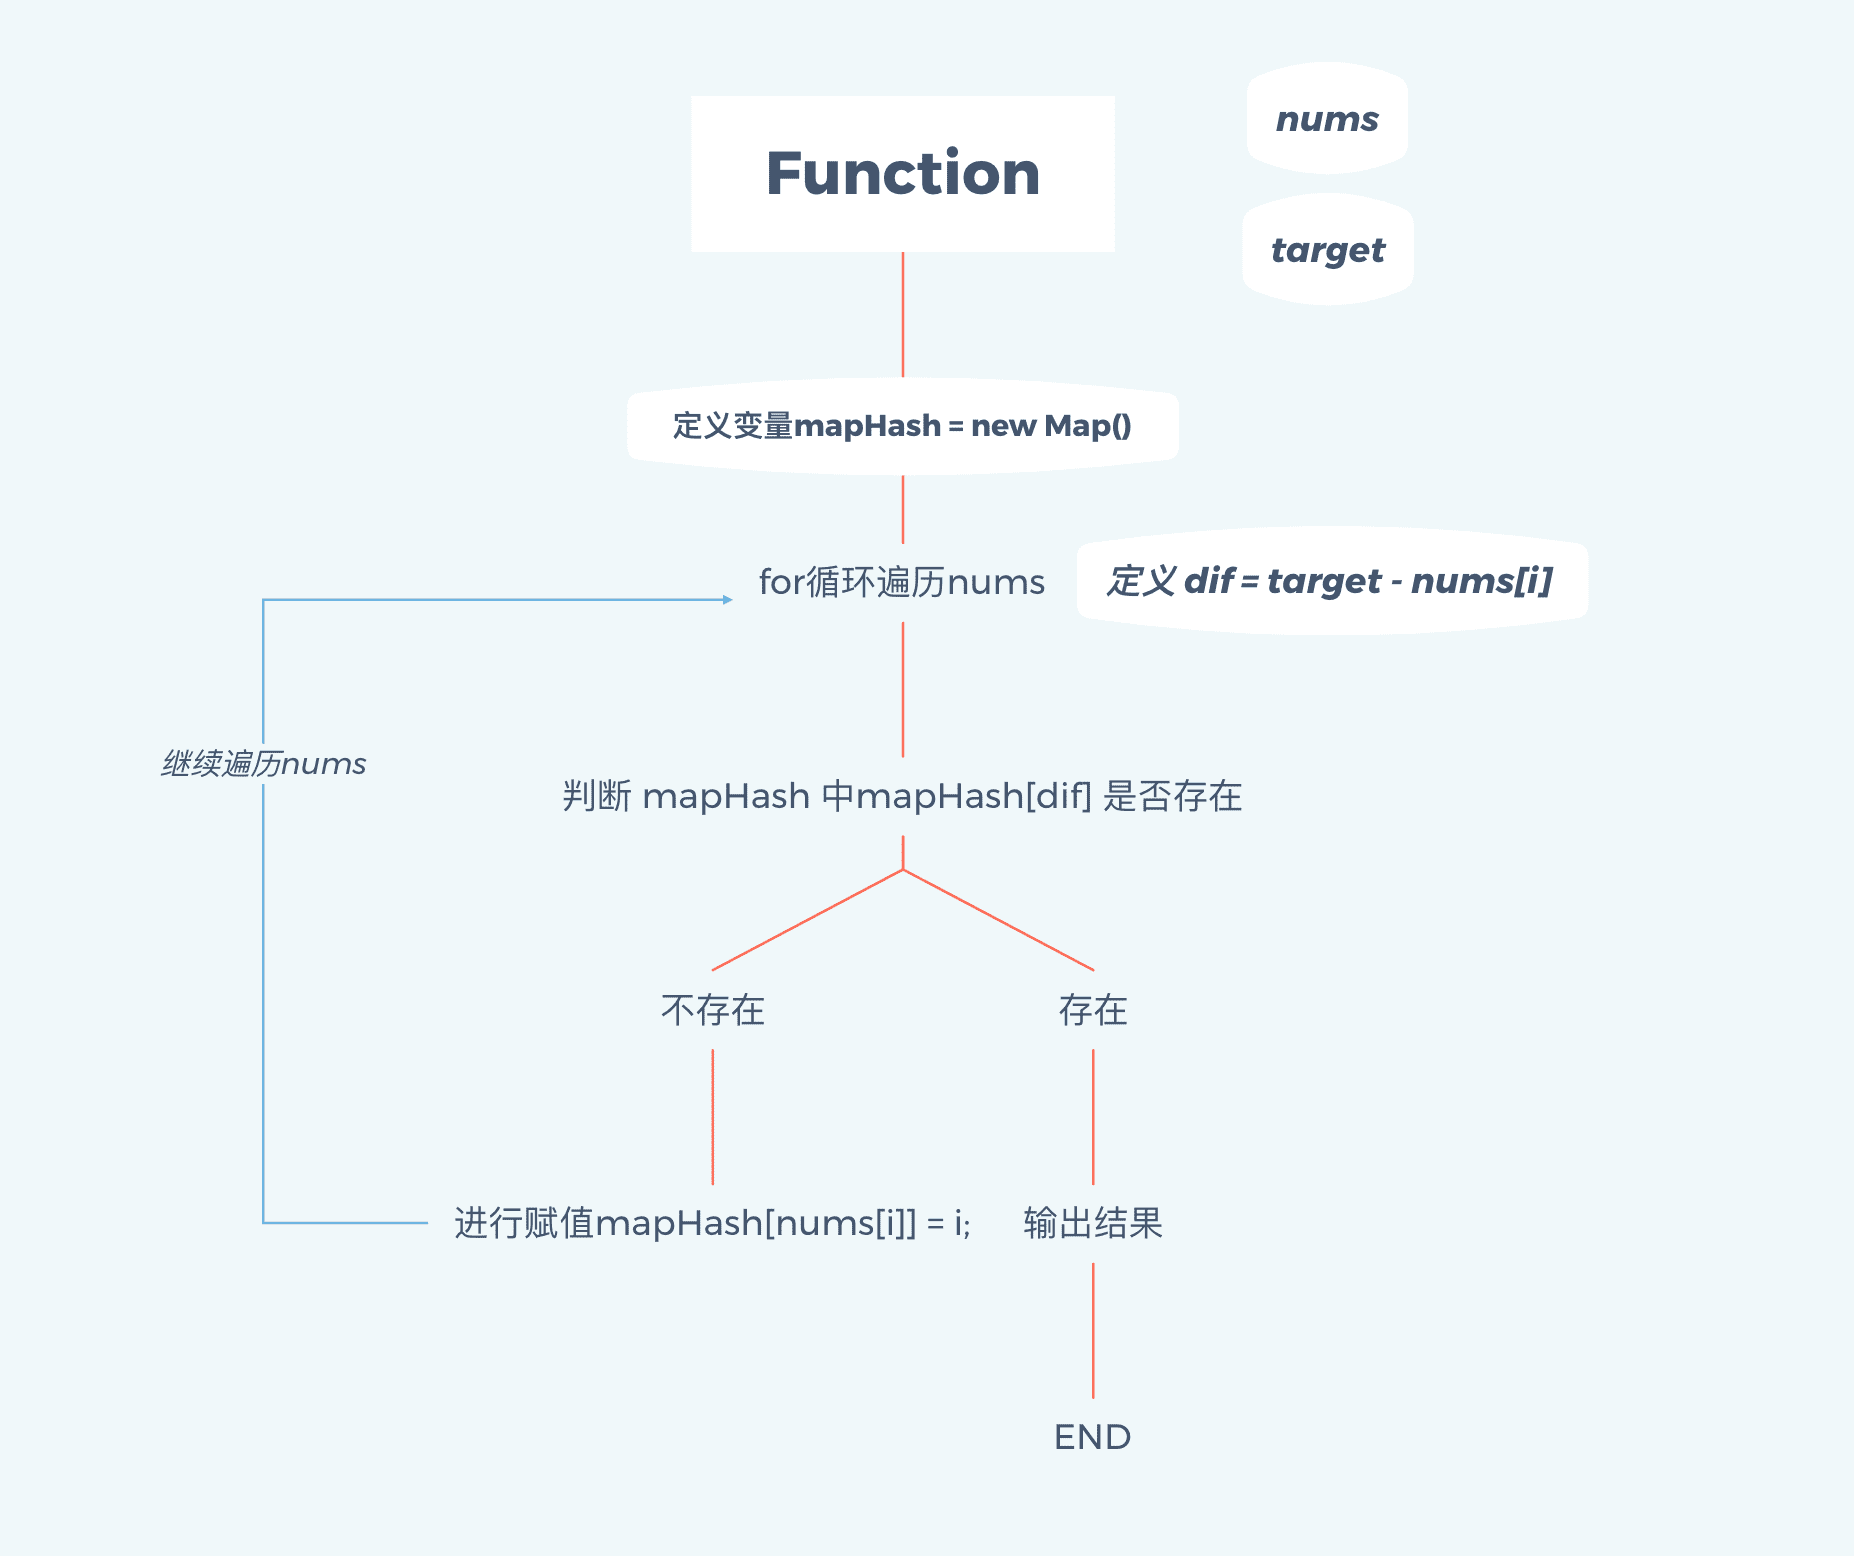 Function
nums
target
定义变量mapHash = new Map()
for循环遍历nums
定义 dif = target - nums[i]
继续遍历nums
判断 mapHash 中mapHash[dif] 是否存在
不存在
存在
进行赋值mapHash[nums[i]] = i;
输出结果
END